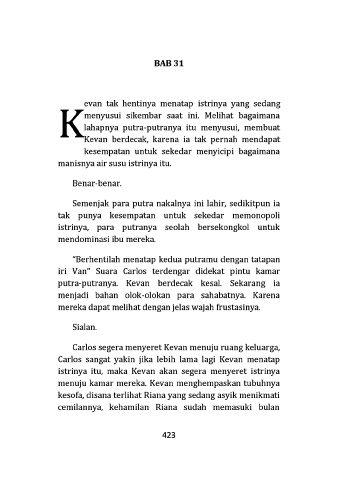 BAB 31
Kevan tak hentinya menatap istrinya yang sedang
menyusui sikembar saat ini. Melihat bagaimana
lahapnya putra-putranya itu menyusui, membuat
Kevan berdecak, karena ia tak pernah mendapat
kesempatan untuk sekedar menyicipi bagaimana
manisnya air susu istrinya itu.
Benar-benar.
Semenjak para putra nakalnya ini lahir, sedikitpun ia
tak punya kesempatan untuk sekedar memonopoli
istrinya, para putranya seolah bersekongkol untuk
mendominasi ibu mereka.
"Berhentilah menatap kedua putramu dengan tatapan
iri Van" Suara Carlos terdengar didekat pintu kamar
putra-putranya. Kevan berdecak kesal. Sekarang ia
menjadi bahan olok-olokan para sahabatnya. Karena
mereka dapat melihat dengan jelas wajah frustasinya.
Sialan.
Carlos segera menyeret Kevan menuju ruang keluarga,
Carlos sangat yakin jika lebih lama lagi Kevan menatap
istrinya itu, maka Kevan akan segera menyeret istrinya
menuju kamar mereka. Kevan menghempaskan tubuhnya
kesofa, disana terlihat Riana yang sedang asyik menikmati
cemilannya, kehamilan Riana sudah memasuki bulan
423